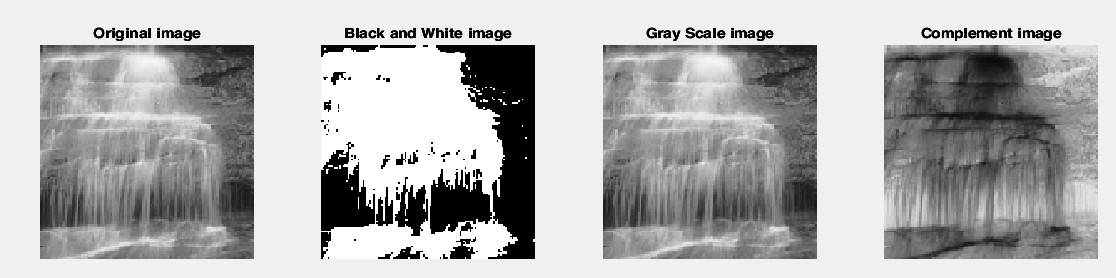 Original image
Black and White image
Gray Scale image
Complement image